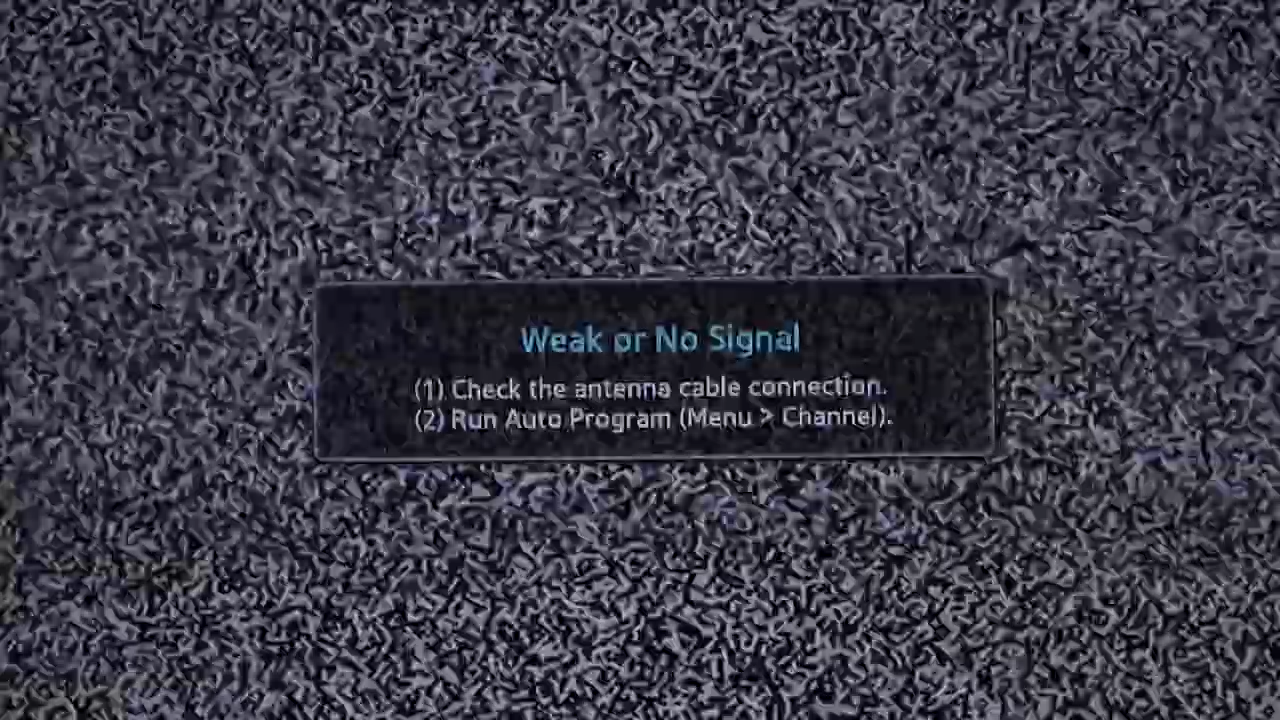 Weak or No Signal
(1) Check the antenna cable connection.
(2) Run Auto Program (Menu > Channel).